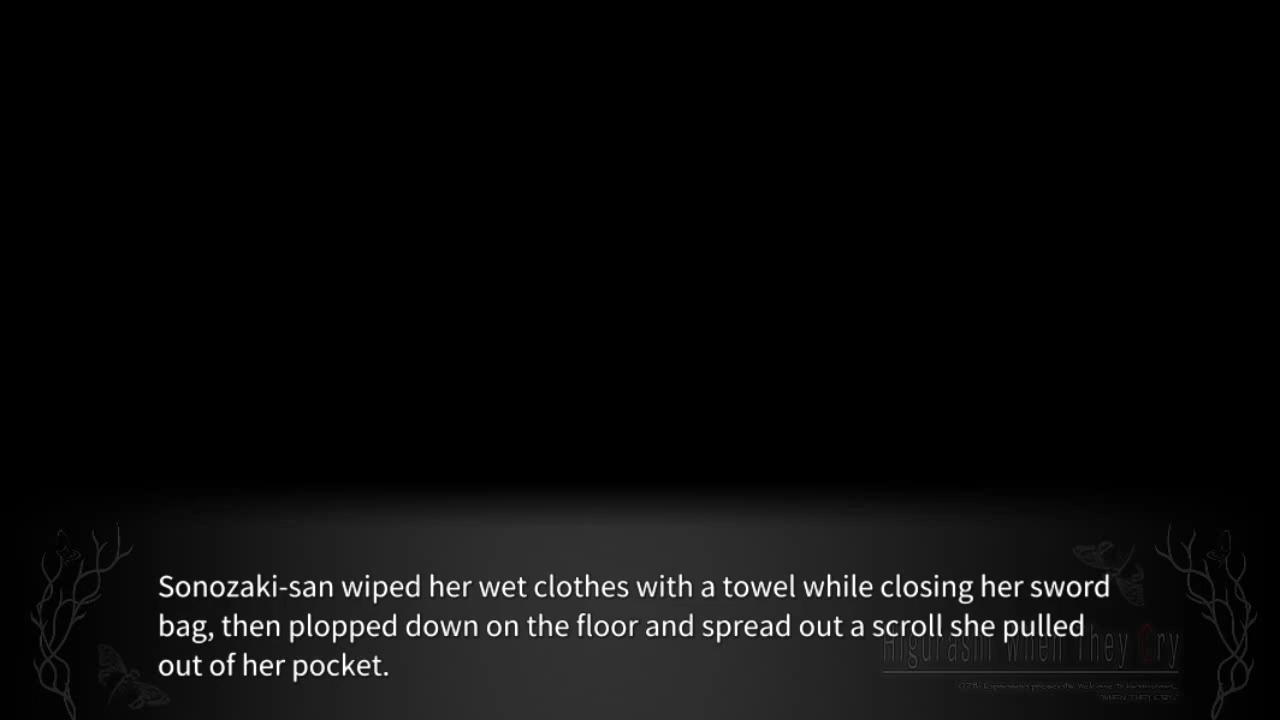 Sonozaki-san wiped her wet clothes with a towel while closing her sword
bag, then plopped down on the floor and spread out a scroll she pulled
out of her pocket.
Higurashi When They Cry